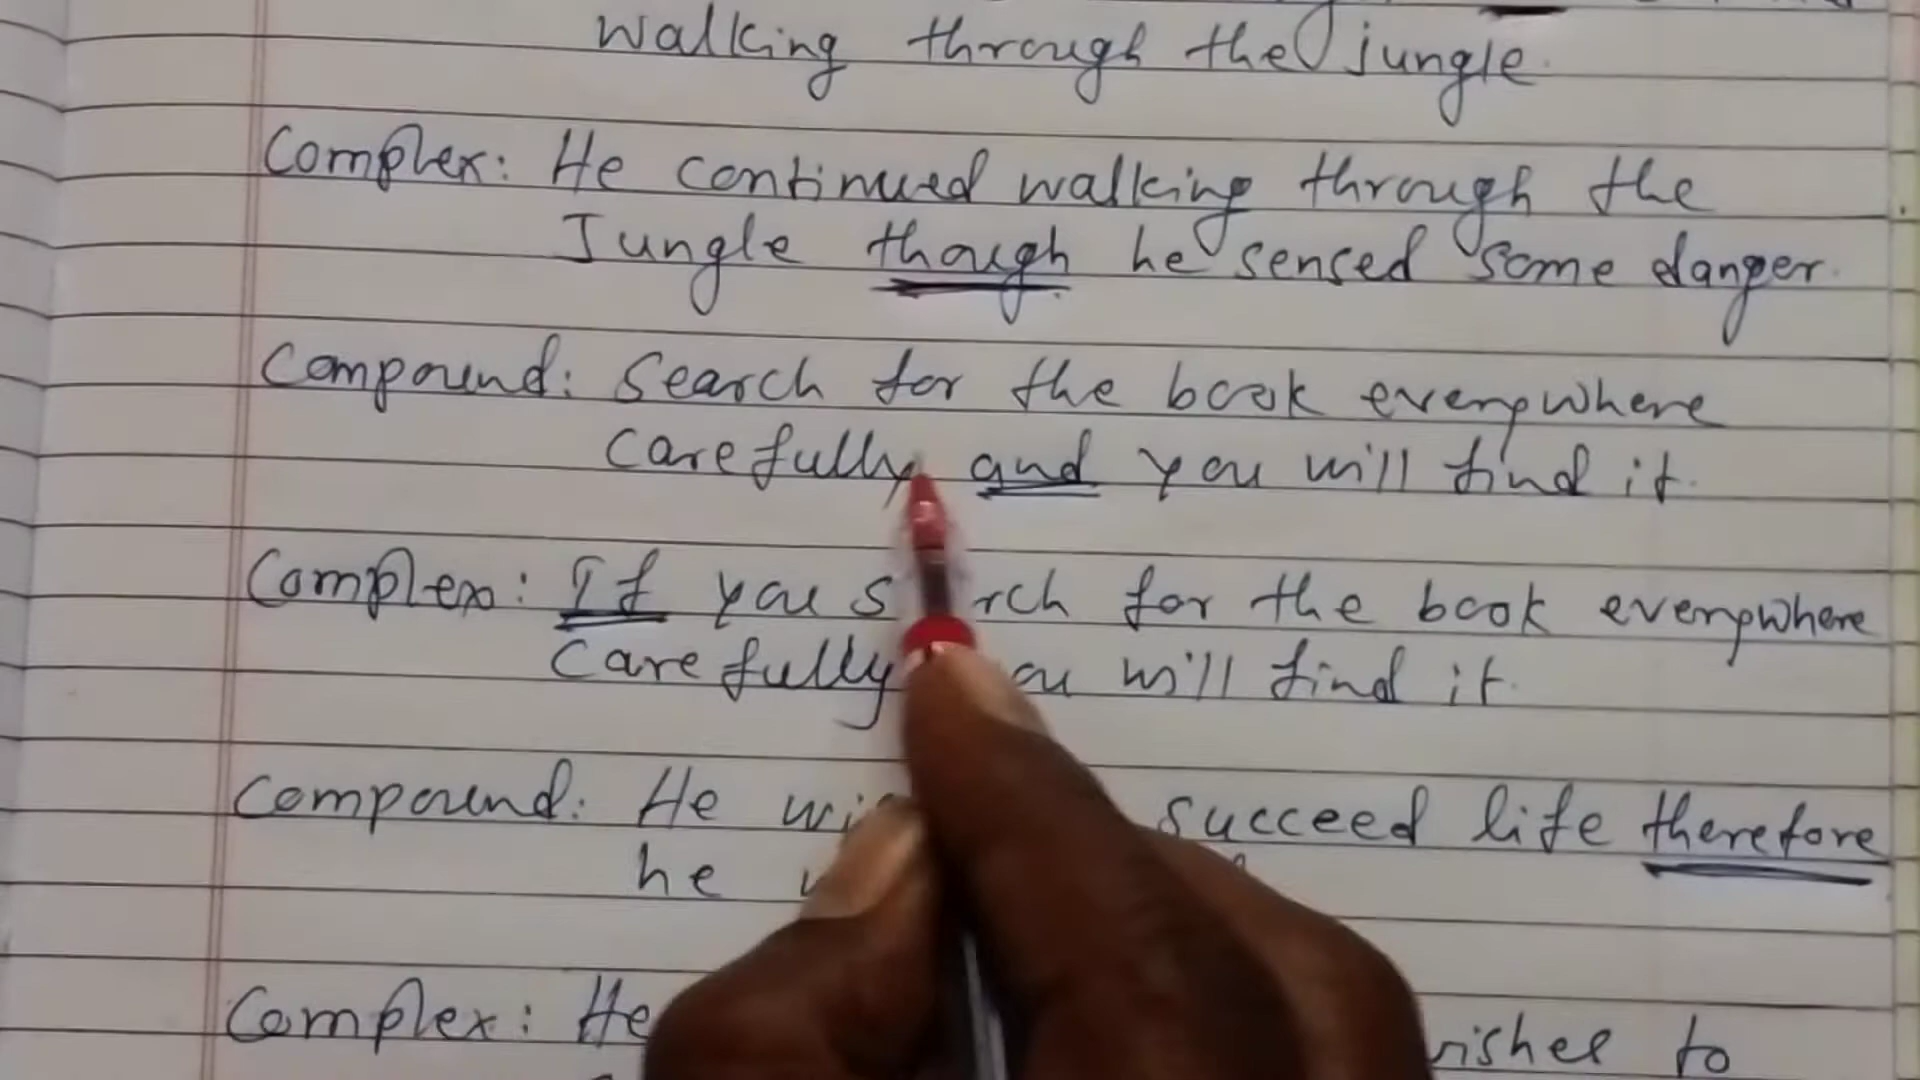 walking through the jungle.
Complex: He continued walking through the
Jungle though he sensed some danger.
Compound: Search for the book everywhere
carefully and you will find it.
Complex: If you rch for the book everywhere
carefully will find it.
Compound: He succeed life therefore
he
Complex: He to